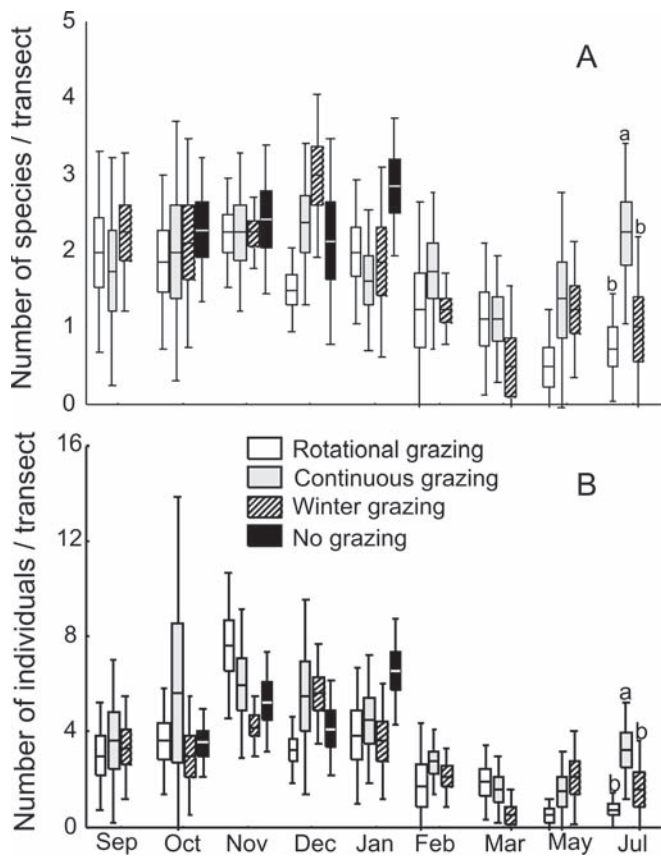 A
Number of species / transect
5
4
3
2
1
0
a
b
b
B
Number of individuals / transect
16
12
8
4
0
Rotational grazing
Continuous grazing
Winter grazing
No grazing
a
b
b
Sep Oct Nov Dec Jan Feb Mar May Jul